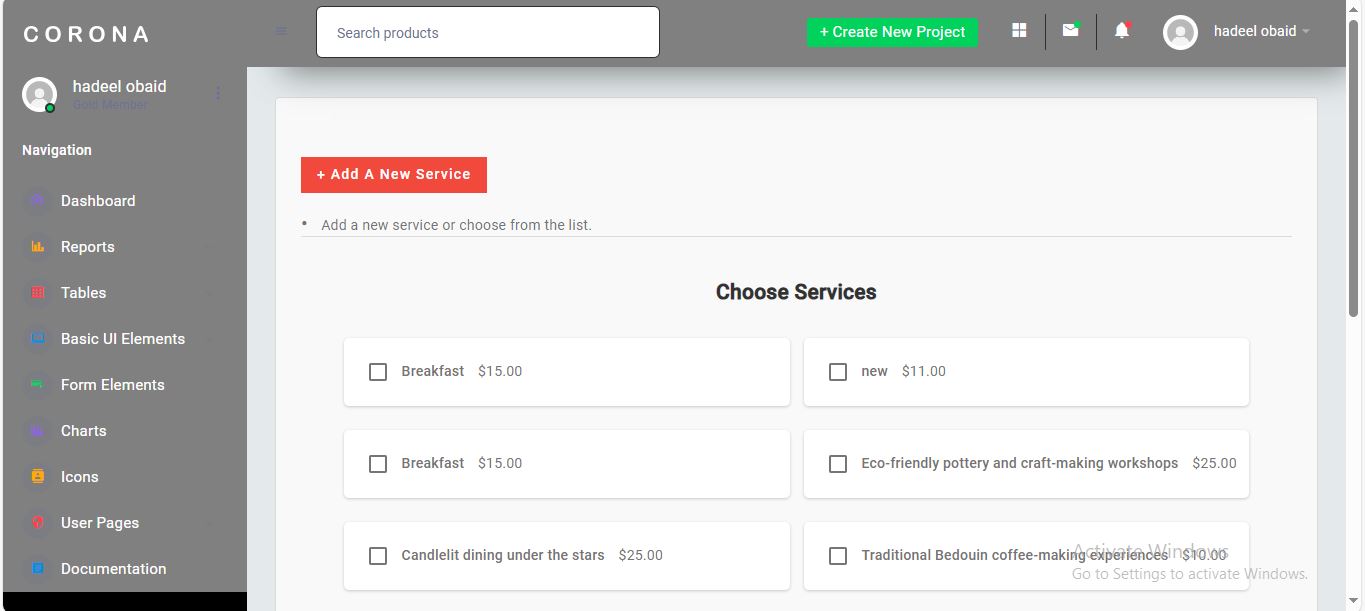 CORONA
Search products
+ Create New Project
hadeel obaid
hadeel obaid
Gold Member
Navigation
Dashboard
Reports
Tables
Basic UI Elements
Form Elements
Charts
Icons
User Pages
Documentation
+ Add A New Service
• Add a new service or choose from the list.
Choose Services
Breakfast $15.00
new $11.00
Breakfast $15.00
Eco-friendly pottery and craft-making workshops $25.00
Candlelit dining under the stars $25.00
Traditional Bedouin coffee-making experiences $10.00
Activate Windows
Go to Settings to activate Windows.